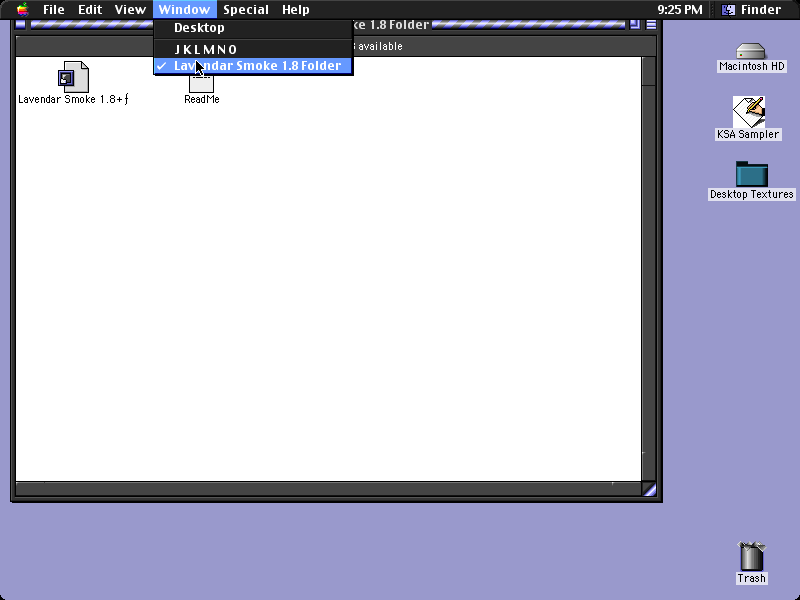 File Edit View Window Special Help 9:25 PM Finder
Desktop
J K L M N O
✓ Lavendar Smoke 1.8 Folder
ke 1.8 Folder
available
Lavendar Smoke 1.8+ƒ
ReadMe
Macintosh HD
KSA Sampler
Desktop Textures
Trash